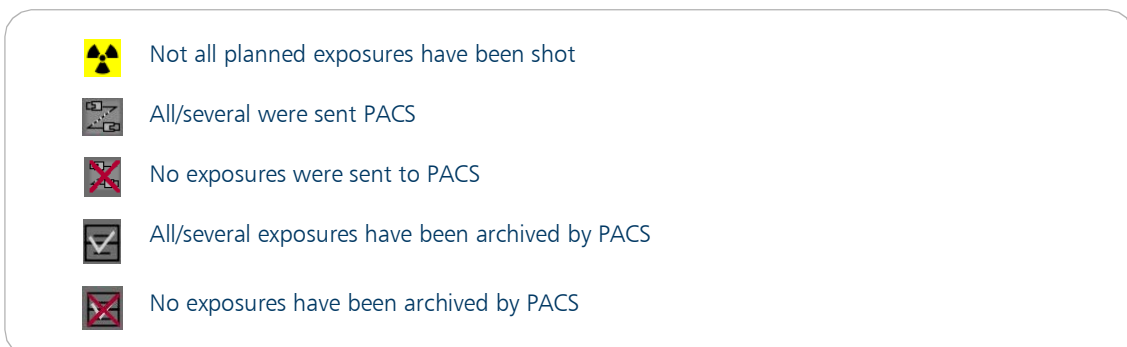 Not all planned exposures have been shot
All/several were sent PACS
No exposures were sent to PACS
All/several exposures have been archived by PACS
No exposures have been archived by PACS